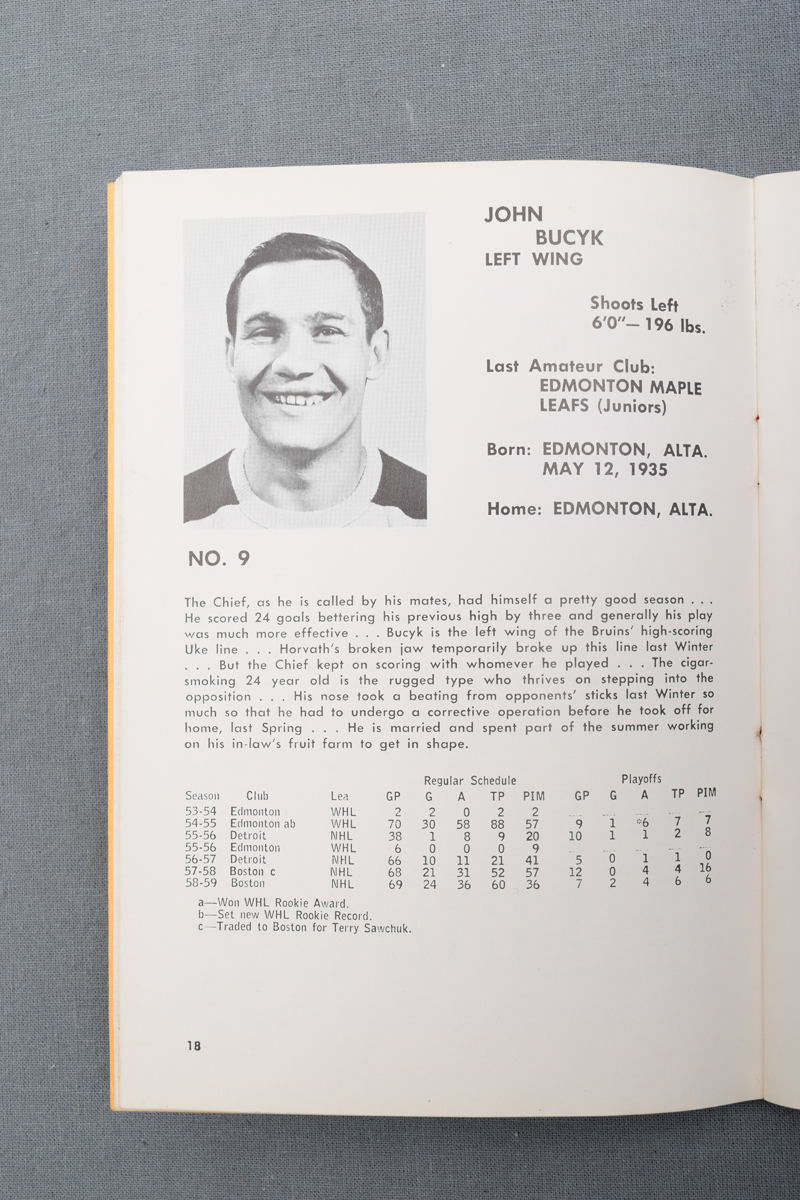 JOHN
BUCYK
LEFT WING
Shoots Left
6'0"— 196 lbs.
Last Amateur Club:
EDMONTON MAPLE
LEAFS (Juniors)
Born: EDMONTON, ALTA.
MAY 12, 1935
Home: EDMONTON, ALTA.
NO. 9
The Chief, as he is called by his mates, had himself a pretty good season . . .
He scored 24 goals bettering his previous high by three and generally his play
was much more effective . . . Bucyk is the left wing of the Bruins' high-scoring
Uke line . . . Horvath's broken jaw temporarily broke up this line last Winter
. . . But the Chief kept on scoring with whomever he played . . . The cigar-
smoking 24 year old is the rugged type who thrives on stepping into the
opposition . . . His nose took a beating from opponents' sticks last Winter so
much so that he had to undergo a corrective operation before he took off for
home, last Spring . . . He is married and spent part of the summer working
on his in-law's fruit farm to get in shape.
Regular Schedule Playoffs
Season Club Lea GP G A TP PIM GP G A TP PIM
53-54 Edmonton WHL 2 2 0 2 2 .... .... .... .... ....
54-55 Edmonton ab WHL 70 30 58 88 57 9 1 *6 7 7
55-56 Detroit NHL 38 1 8 9 20 10 1 1 2 8
55-56 Edmonton WHL 6 0 0 0 9 .... .... .... .... ....
56-57 Detroit NHL 66 10 11 21 41 5 0 1 1 0
57-58 Boston c NHL 68 21 31 52 57 12 0 4 4 16
58-59 Boston NHL 69 24 36 60 36 7 2 4 6 6
a—Won WHL Rookie Award.
b—Set new WHL Rookie Record.
c—Traded to Boston for Terry Sawchuk.
18